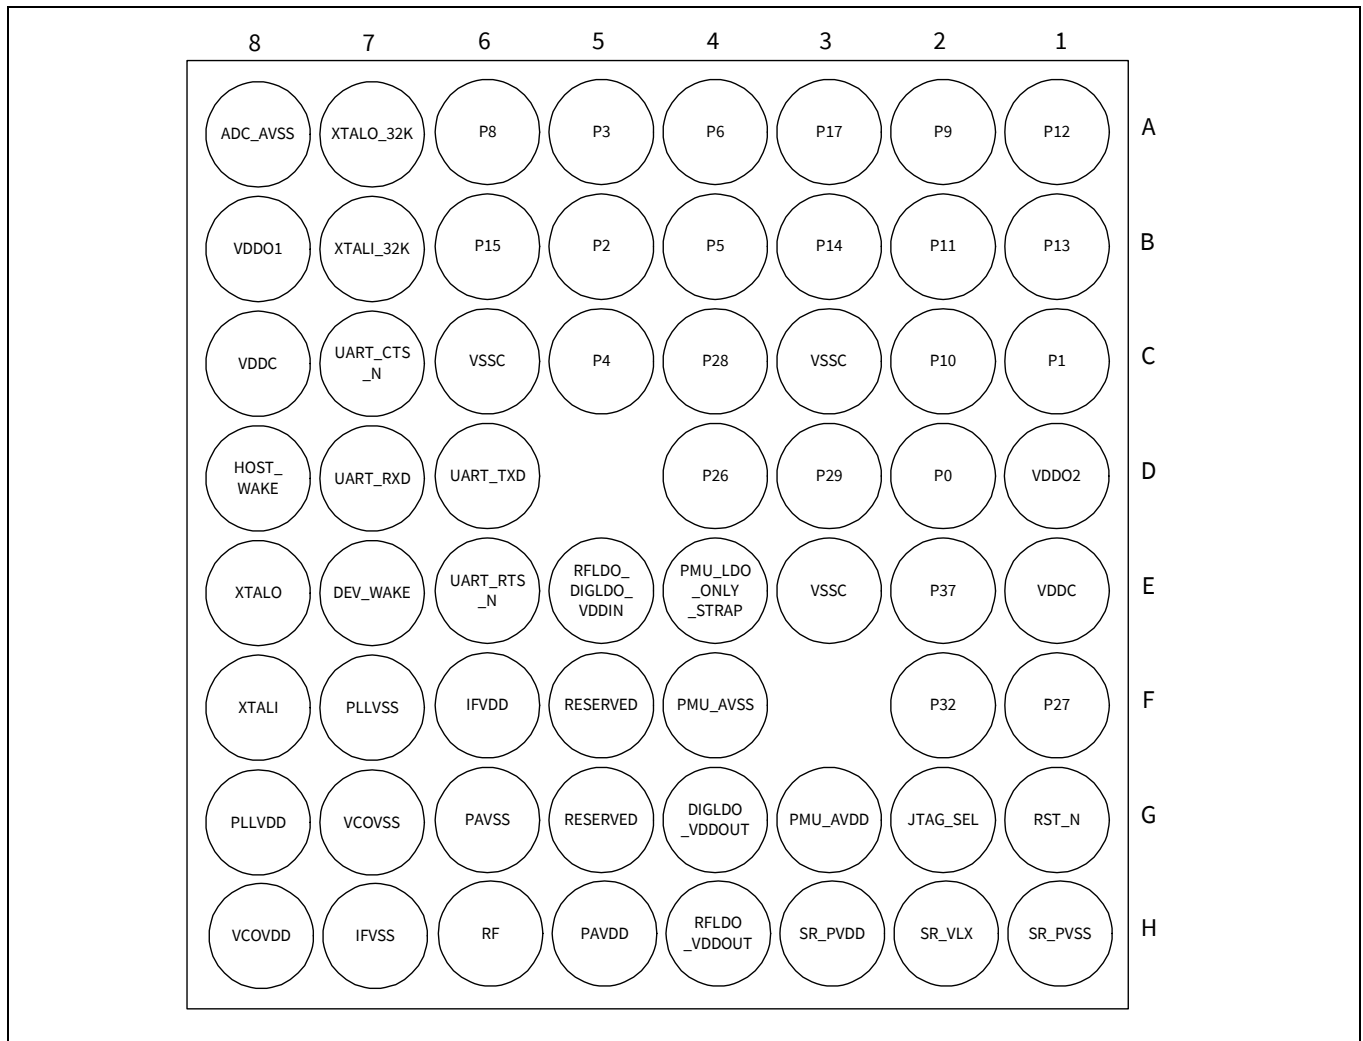 8 7 6 5 4 3 2 1
ADC_AVSS XTALO_32K P8 P3 P6 P17 P9 P12 A
VDDO1 XTALI_32K P15 P2 P5 P14 P11 P13 B
VDDC UART_CTS VSSC P4 P28 VSSC P10 P1 C
_N
HOST_ UART_RXD UART_TXD P26 P29 P0 VDDO2 D
WAKE
XTALO DEV_WAKE UART_RTS RFLDO_ PMU_LDO VSSC P37 VDDC E
_N DIGLDO_ _ONLY
VDDIN _STRAP
XTALI PLLVSS IFVDD RESERVED PMU_AVSS P32 P27 F
PLLVDD VCOVSS PAVSS RESERVED DIGLDO PMU_AVDD JTAG_SEL RST_N G
_VDDOUT
VCOVDD IFVSS RF PAVDD RFLDO SR_PVDD SR_VLX SR_PVSS H
_VDDOUT